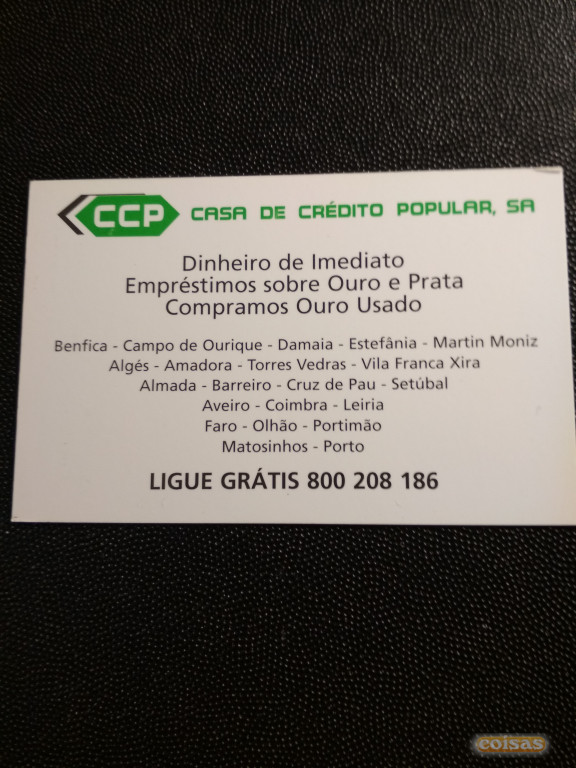 CCP CASA DE CRÉDITO POPULAR, SA
Dinheiro de Imediato
Empréstimos sobre Ouro e Prata
Compramos Ouro Usado
Benfica - Campo de Ourique - Damaia - Estefânia - Martin Moniz
Algés - Amadora - Torres Vedras - Vila Franca Xira
Almada - Barreiro - Cruz de Pau - Setúbal
Aveiro - Coimbra - Leiria
Faro - Olhão - Portimão
Matosinhos - Porto
LIGUE GRÁTIS 800 208 186
coisas